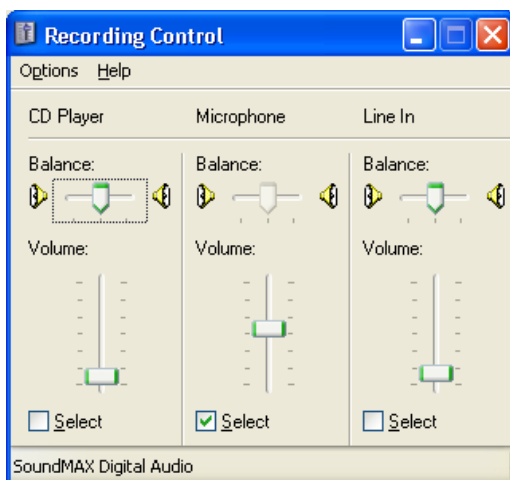 Recording Control
Options Help
CD Player Microphone Line In
Balance: Balance: Balance:
Volume: Volume: Volume:
Select Select Select
SoundMAX Digital Audio